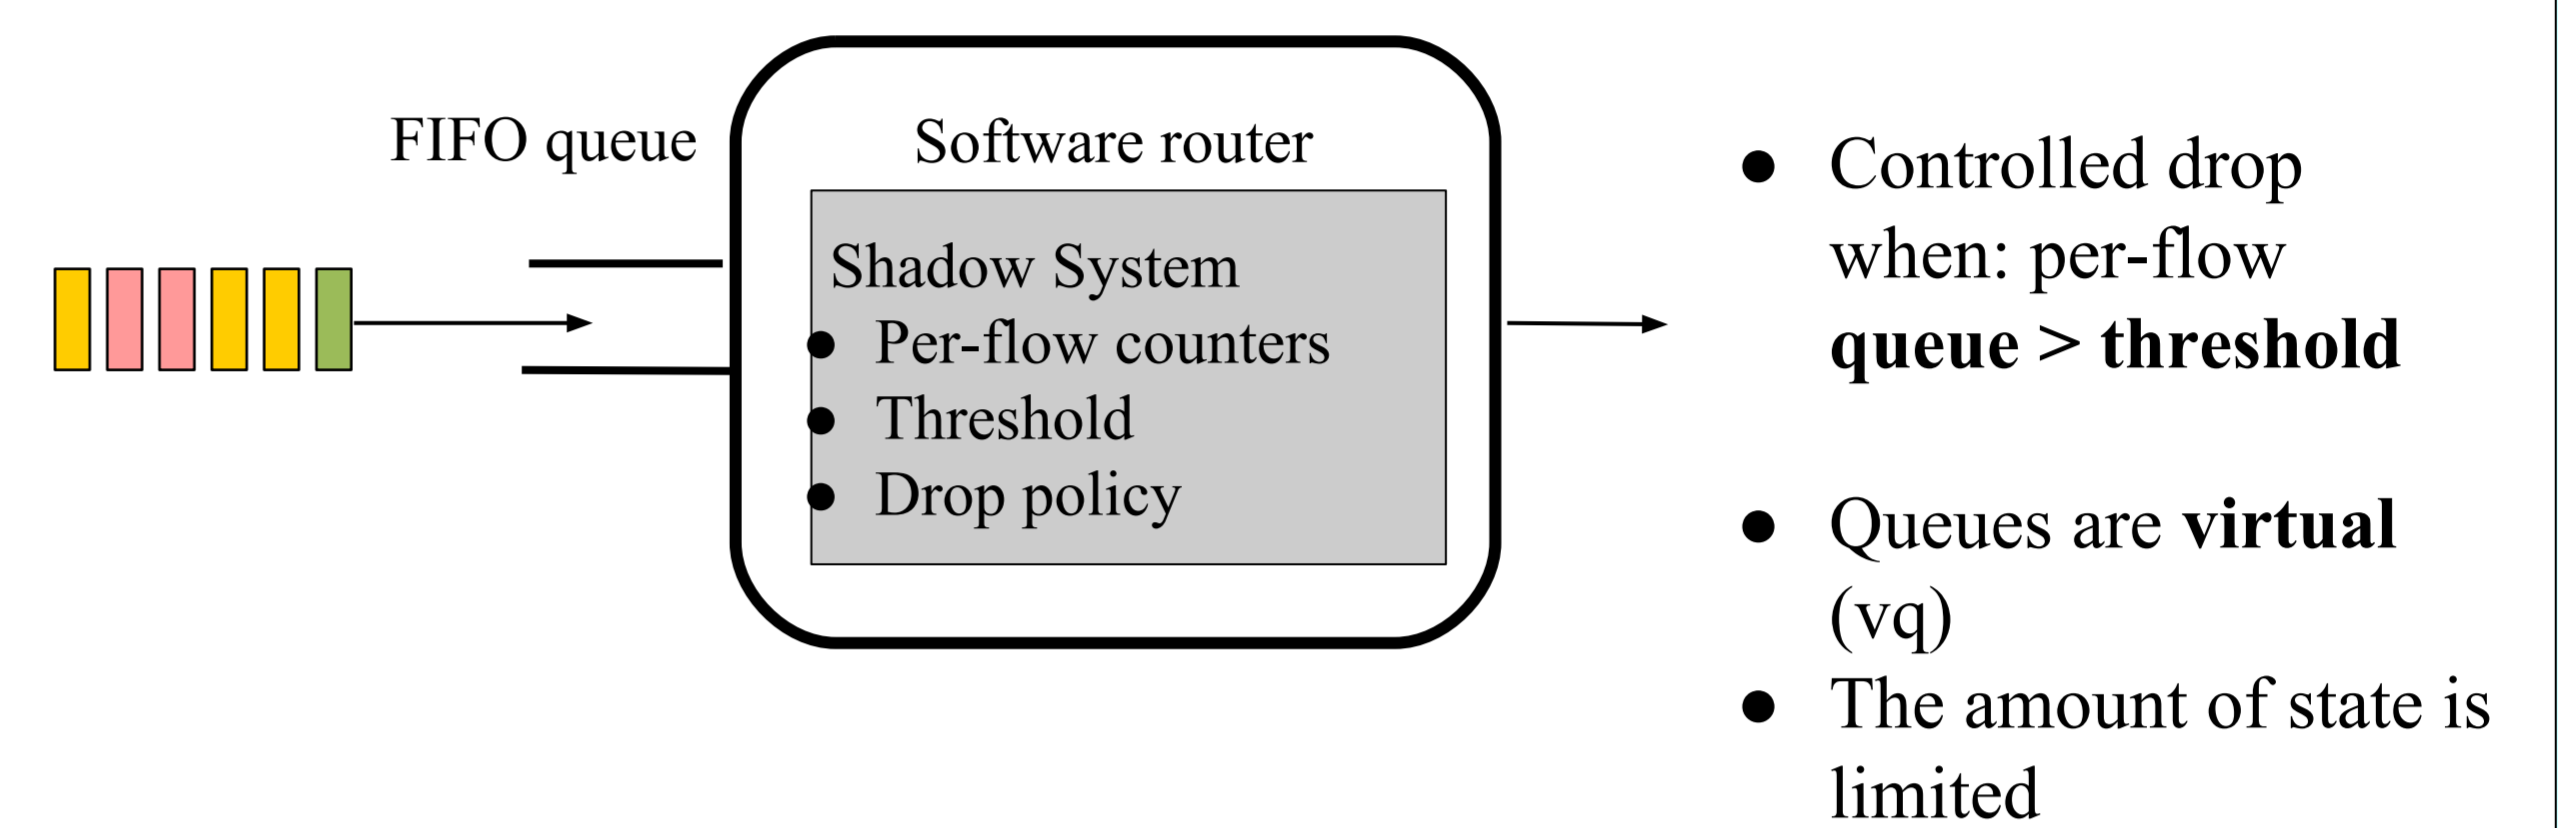 FIFO queue
Software router
Shadow System
● Per-flow counters
● Threshold
● Drop policy
● Controlled drop
when: per-flow
queue > threshold
● Queues are virtual
(vq)
● The amount of state is
limited